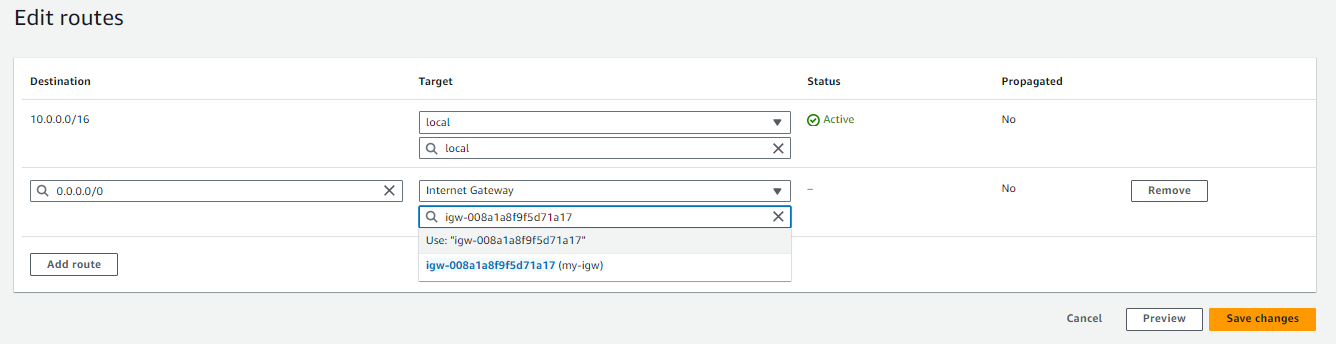 Edit routes
Destination Target Status Propagated
10.0.0.0/16 local Active No
local
0.0.0.0/0 Internet Gateway – No Remove
igw-008a1a8f9f5d71a17
Use: "igw-008a1a8f9f5d71a17"
igw-008a1a8f9f5d71a17 (my-igw)
Add route
Cancel Preview Save changes